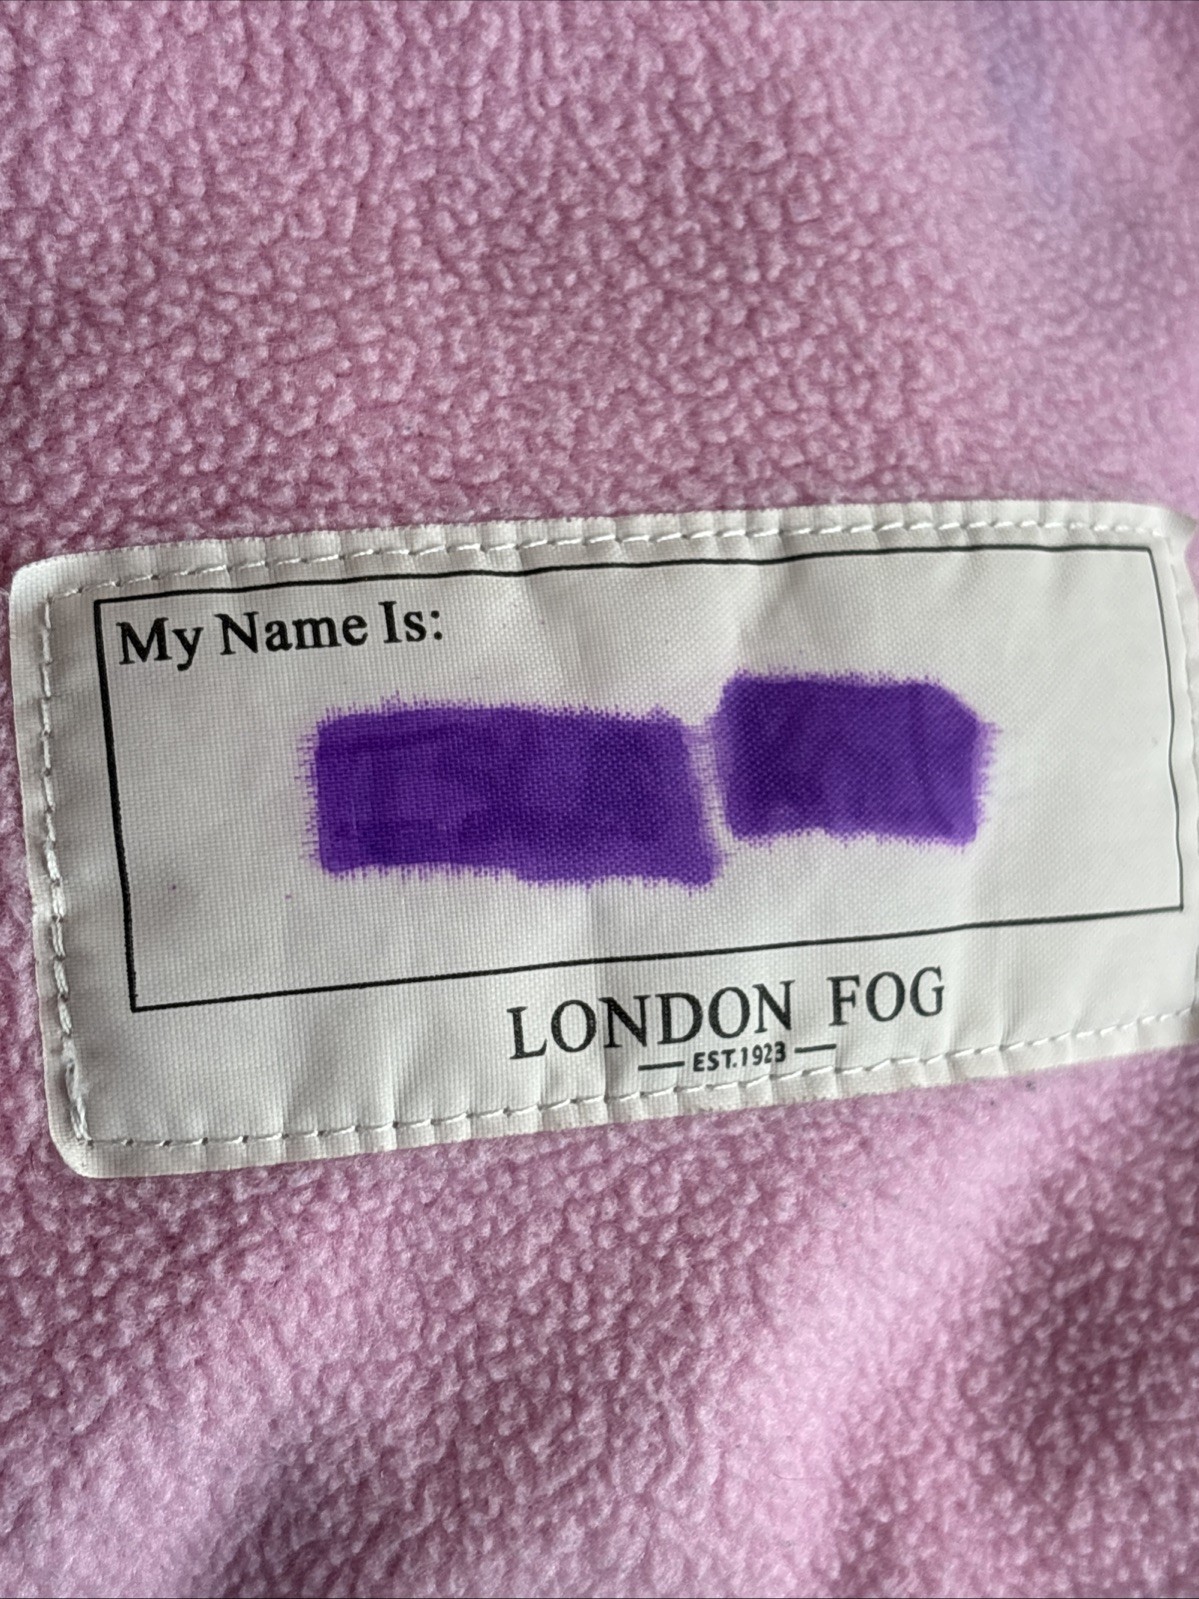 My Name Is:
LONDON FOG
EST.1923